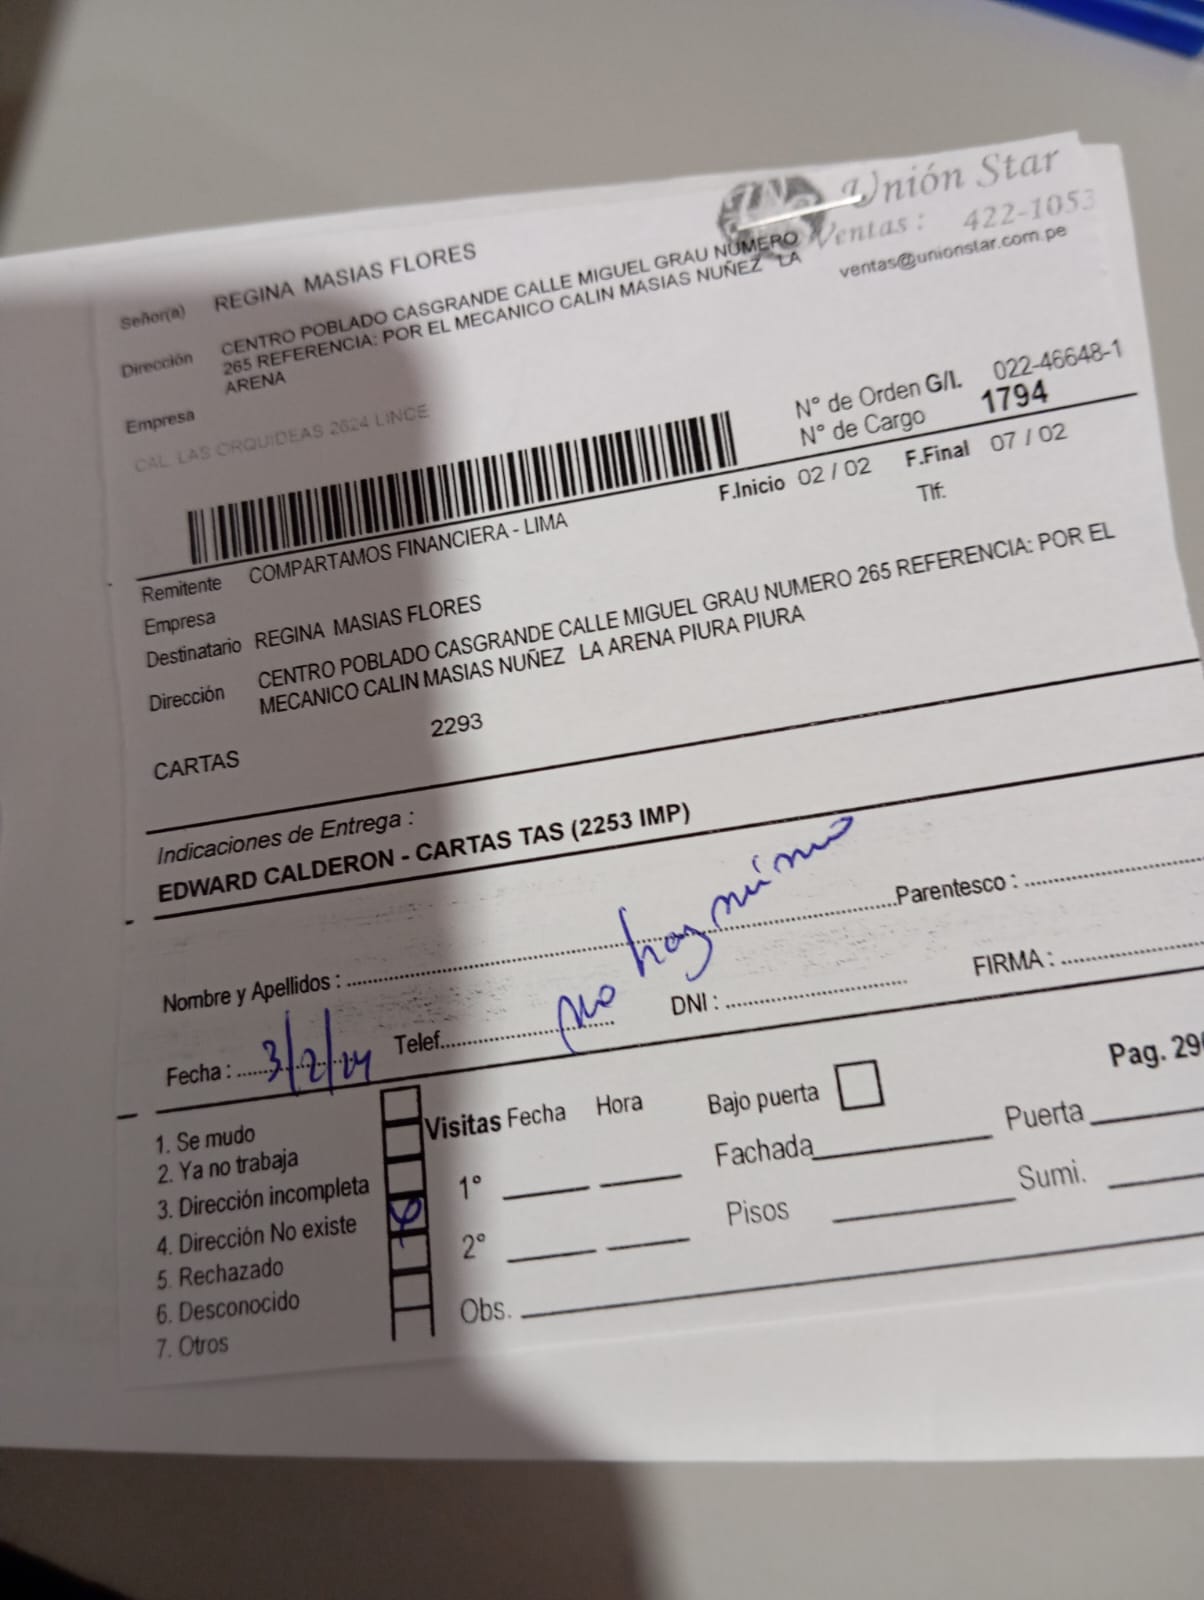 Unión Star
Ventas : 422-1053
ventas@unionstar.com.pe
Señor(a) REGINA MASIAS FLORES
Dirección CENTRO POBLADO CASGRANDE CALLE MIGUEL GRAU NUMERO
265 REFERENCIA: POR EL MECANICO CALIN MASIAS NUÑEZ LA
ARENA
Empresa
CAL LAS ORQUIDEAS 2624 LINCE
N° de Orden G/I. 022-46648-1
N° de Cargo 1794
F.Inicio 02 / 02 F.Final 07 / 02
Tlf:
Remitente COMPARTAMOS FINANCIERA - LIMA
Empresa
Destinatario REGINA MASIAS FLORES
Dirección CENTRO POBLADO CASGRANDE CALLE MIGUEL GRAU NUMERO 265 REFERENCIA: POR EL
MECANICO CALIN MASIAS NUÑEZ LA ARENA PIURA PIURA
CARTAS 2293
Indicaciones de Entrega :
EDWARD CALDERON - CARTAS TAS (2253 IMP)
no hay
Nombre y Apellidos : Parentesco :
Fecha : 3/2/24 Telef. DNI : FIRMA :
Pag. 29
1. Se mudo
2. Ya no trabaja
3. Dirección incompleta
4. Dirección No existe
5. Rechazado
6. Desconocido
7. Otros
Visitas Fecha Hora
1°
2°
Obs.
Bajo puerta
Fachada Puerta
Pisos Sumi.